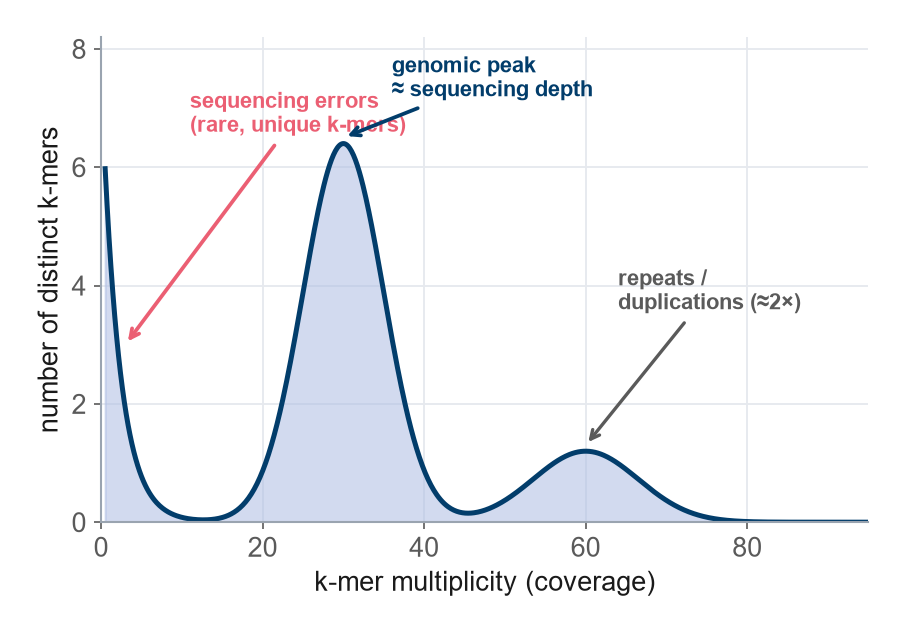 genomic peak
≈ sequencing depth
sequencing errors
(rare, unique k-mers)
repeats /
duplications (≈2×)
number of distinct k-mers
8
6
4
2
0
0 20 40 60 80
k-mer multiplicity (coverage)